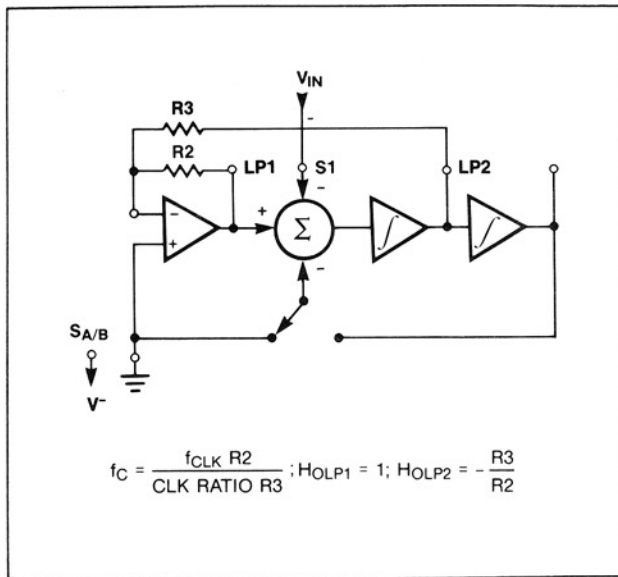 VIN
-
R3
R2
LP1
S1
LP2
-
-
+
+
Σ
∫
∫
-
SA/B
V-
fC = fCLK R2 / CLK RATIO R3 ; HOLP1 = 1; HOLP2 = - R3 / R2